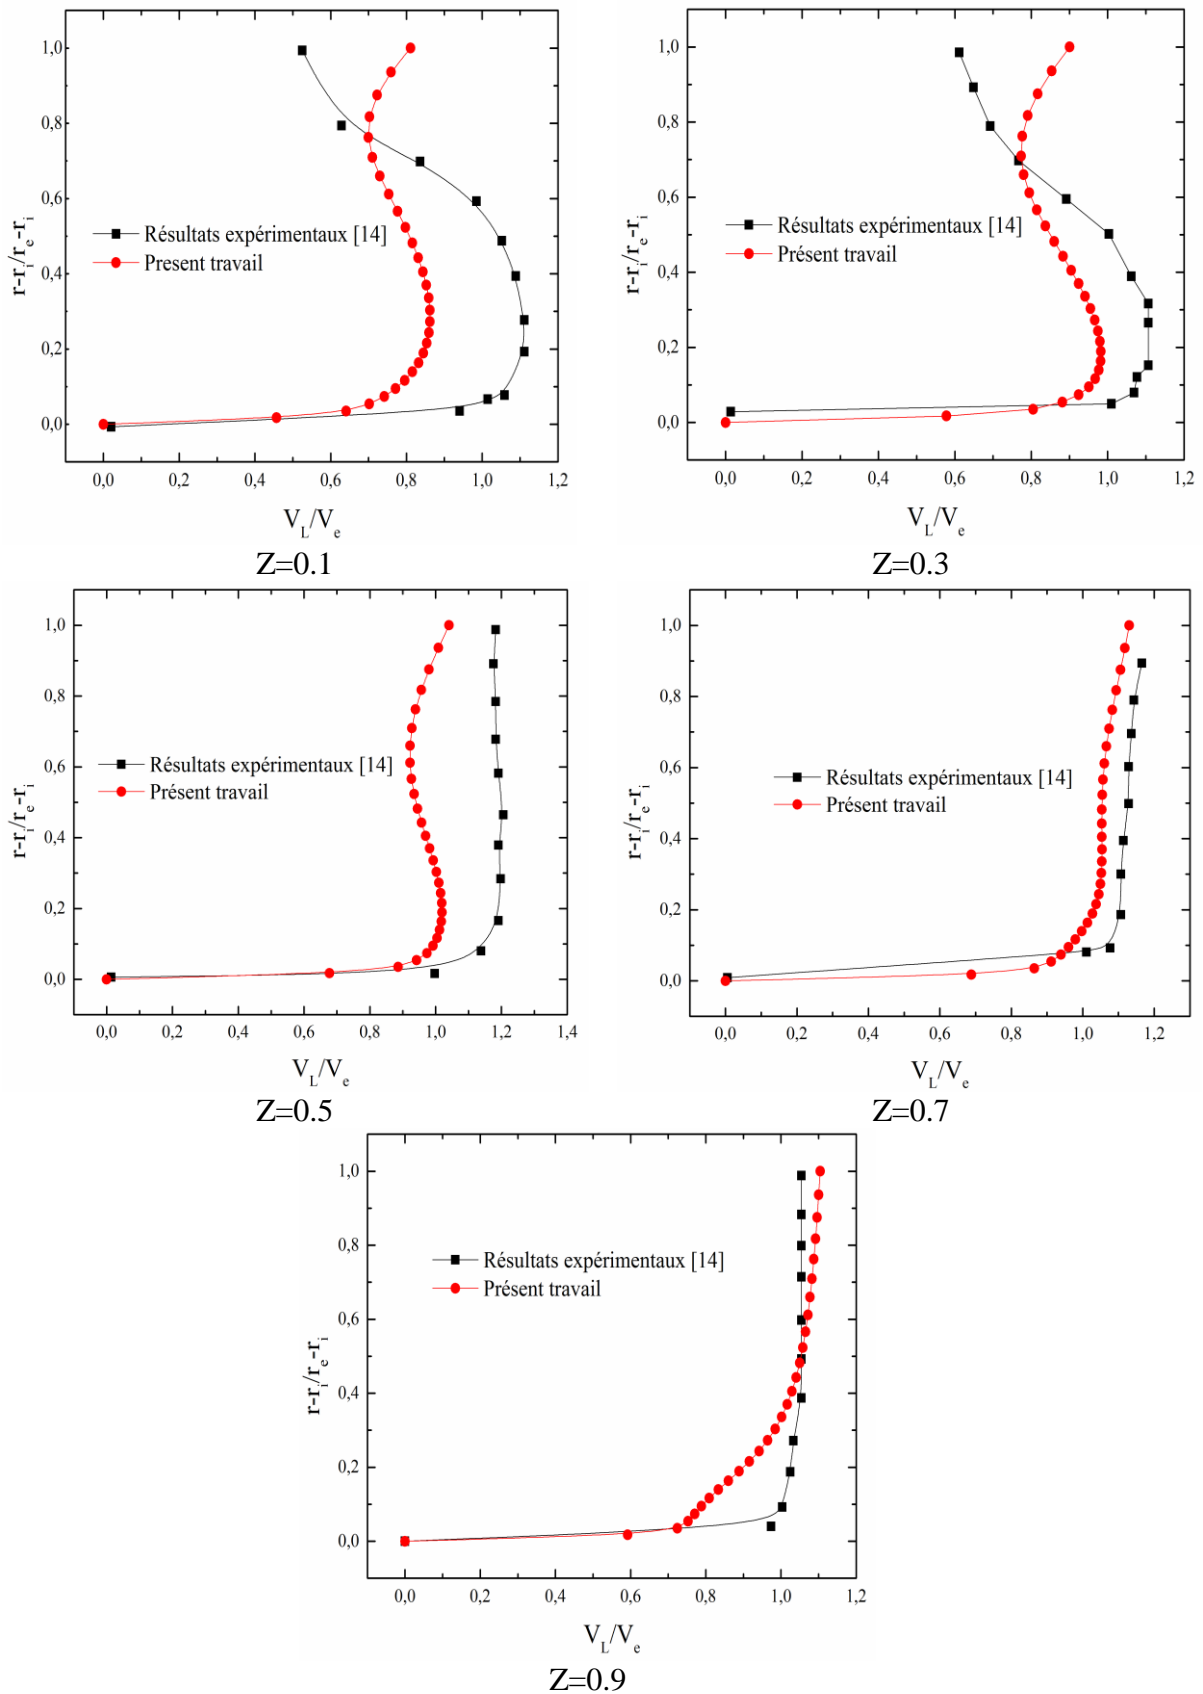 1,0
0,8
0,6
0,4
0,2
0,0
r-ri/re-ri
Résultats expérimentaux [14]
Present travail
0,0 0,2 0,4 0,6 0,8 1,0 1,2
VL/Ve
Z=0.1
1,0
0,8
0,6
0,4
0,2
0,0
r-ri/re-ri
Résultats expérimentaux [14]
Présent travail
0,0 0,2 0,4 0,6 0,8 1,0 1,2
VL/Ve
Z=0.3
1,0
0,8
0,6
0,4
0,2
0,0
r-ri/re-ri
Résultats expérimentaux [14]
Présent travail
0,0 0,2 0,4 0,6 0,8 1,0 1,2 1,4
VL/Ve
Z=0.5
1,0
0,8
0,6
0,4
0,2
0,0
r-ri/re-ri
Résultats expérimentaux [14]
Présent travail
0,0 0,2 0,4 0,6 0,8 1,0 1,2
VL/Ve
Z=0.7
1,0
0,8
0,6
0,4
0,2
0,0
r-ri/re-ri
Résultats expérimentaux [14]
Présent travail
0,0 0,2 0,4 0,6 0,8 1,0 1,2
VL/Ve
Z=0.9